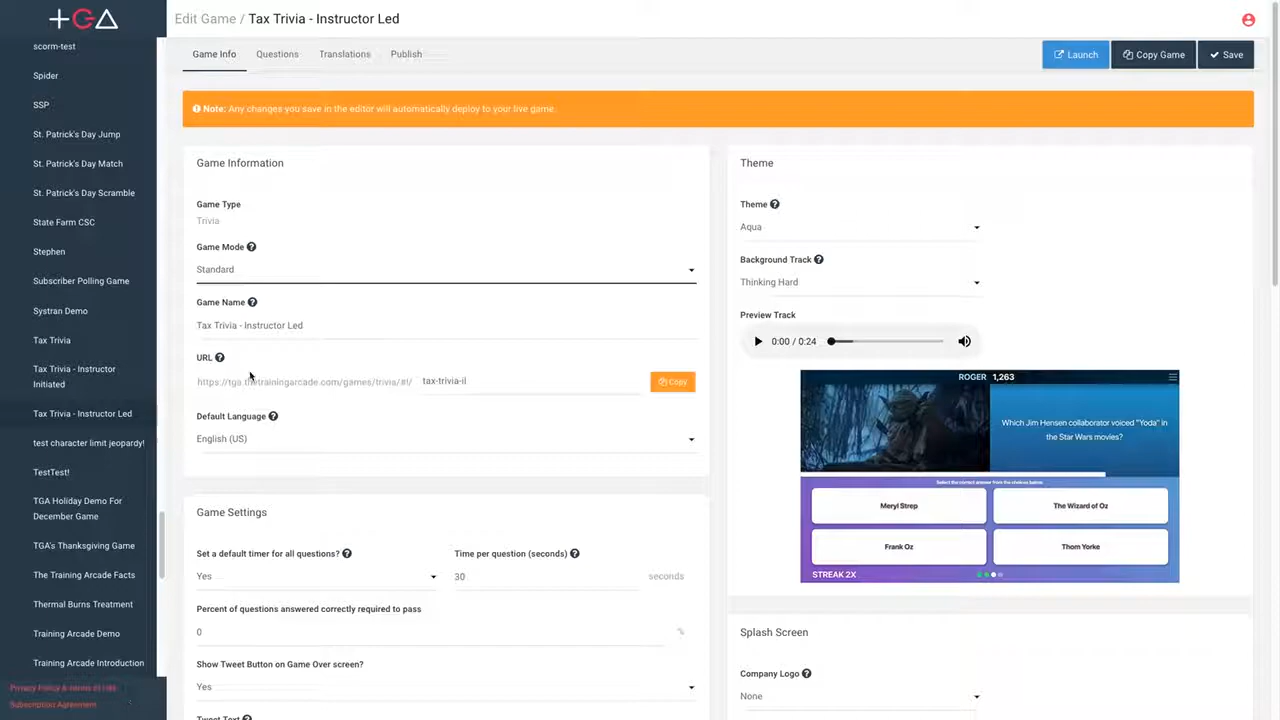 +GA
Edit Game / Tax Trivia - Instructor Led
scorm-test
Spider
SSP
St. Patrick's Day Jump
St. Patrick's Day Match
St. Patrick's Day Scramble
State Farm CSC
Stephen
Subscriber Polling Game
Systran Demo
Tax Trivia
Tax Trivia - Instructor
Initiated
Tax Trivia - Instructor Led
test character limit jeopardy!
TestTest!
TGA Holiday Demo For
December Game
TGA's Thanksgiving Game
The Training Arcade Facts
Thermal Burns Treatment
Training Arcade Demo
Training Arcade Introduction
Privacy Policy & Terms of Use
Subscription Agreement
Game Info Questions Translations Publish
Launch Copy Game Save
Note: Any changes you save in the editor will automatically deploy to your live game.
Game Information
Game Type
Trivia
Game Mode
Standard
Game Name
Tax Trivia - Instructor Led
URL
https://tga.thetrainingarcade.com/games/trivia/#!/ tax-trivia-il Copy
Default Language
English (US)
Game Settings
Set a default timer for all questions? Time per question (seconds)
Yes 30 seconds
Percent of questions answered correctly required to pass
0 %
Show Tweet Button on Game Over screen?
Yes
Tweet Text
Theme
Theme
Aqua
Background Track
Thinking Hard
Preview Track
0:00 / 0:24
ROGER 1,263
Which Jim Hensen collaborator voiced "Yoda" in
the Star Wars movies?
Select the correct answer from the choices below.
Meryl Strep The Wizard of Oz
Frank Oz Thom Yorke
STREAK 2X
Splash Screen
Company Logo
None